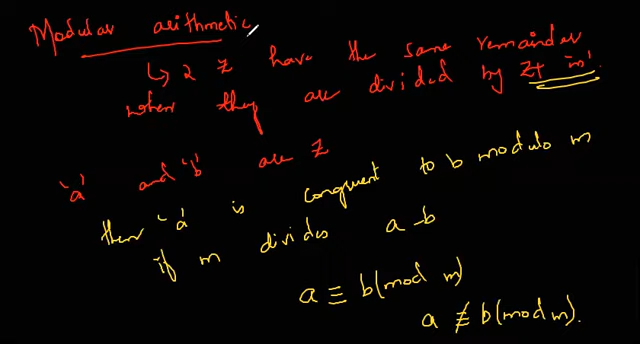 Modular arithmetic
↳ 2 Z have the same remainder
when they are divided by Z+ 'm'.
'a' and 'b' are Z
then 'a' is congruent to b modulo m
if m divides a-b
a ≡ b(mod m)
a ≢ b(mod m).